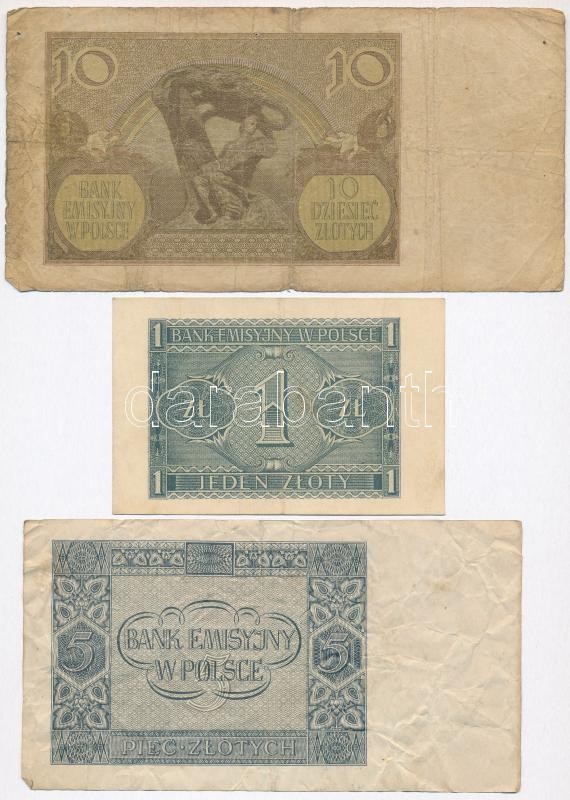 10 10
BANK
EMISYJNY
W POLSCE
10
DZIESIĘĆ
ZŁOTYCH
1 BANK EMISYJNY W POLSCE 1
ZŁ 1 ZŁ
darabanth
1 JEDEN ZŁOTY 1
BANK EMISYJNY
W POLSCE
5 5
PIĘĆ·ZŁOTYCH